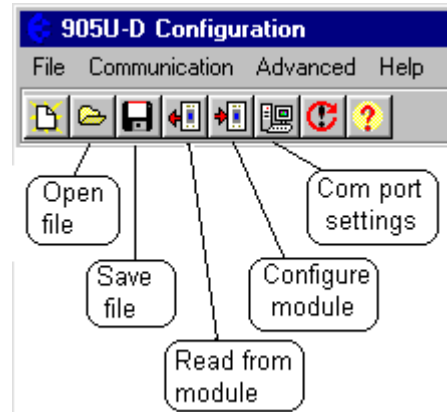 905U-D Configuration
File Communication Advanced Help
Open
file
Com port
settings
Save
file
Configure
module
Read from
module